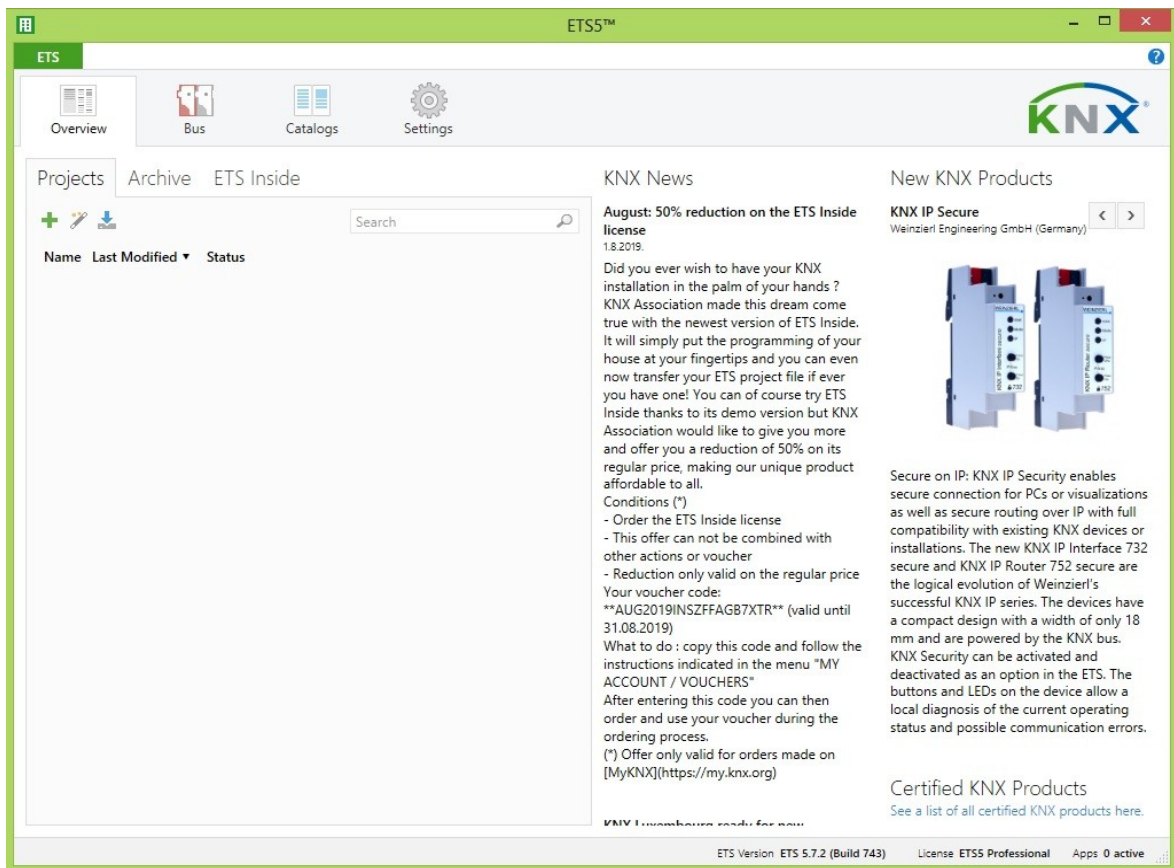 ETS5™
ETS
Overview
Bus
Catalogs
Settings
KNX
Projects
Archive
ETS Inside
Search
Name Last Modified ▾ Status
KNX News
August: 50% reduction on the ETS Inside
license
1.8.2019.
Did you ever wish to have your KNX
installation in the palm of your hands ?
KNX Association made this dream come
true with the newest version of ETS Inside.
It will simply put the programming of your
house at your fingertips and you can even
now transfer your ETS project file if ever
you have one! You can of course try ETS
Inside thanks to its demo version but KNX
Association would like to give you more
and offer you a reduction of 50% on its
regular price, making our unique product
affordable to all.
Conditions (*)
- Order the ETS Inside license
- This offer can not be combined with
other actions or voucher
- Reduction only valid on the regular price
Your voucher code:
**AUG2019INSZFFAGB7XTR** (valid until
31.08.2019)
What to do : copy this code and follow the
instructions indicated in the menu "MY
ACCOUNT / VOUCHERS"
After entering this code you can then
order and use your voucher during the
ordering process.
(*) Offer only valid for orders made on
[MyKNX](https://my.knx.org)
KNX Luxembourg ready for new
New KNX Products
KNX IP Secure
Weinzierl Engineering GmbH (Germany)
WEINZIERL
KNX IP Interface secure
732
WEINZIERL
KNX IP Router secure
752
Secure on IP: KNX IP Security enables
secure connection for PCs or visualizations
as well as secure routing over IP with full
compatibility with existing KNX devices or
installations. The new KNX IP Interface 732
secure and KNX IP Router 752 secure are
the logical evolution of Weinzierl's
successful KNX IP series. The devices have
a compact design with a width of only 18
mm and are powered by the KNX bus.
KNX Security can be activated and
deactivated as an option in the ETS. The
buttons and LEDs on the device allow a
local diagnosis of the current operating
status and possible communication errors.
Certified KNX Products
See a list of all certified KNX products here.
ETS Version ETS 5.7.2 (Build 743)
License ETS5 Professional
Apps 0 active